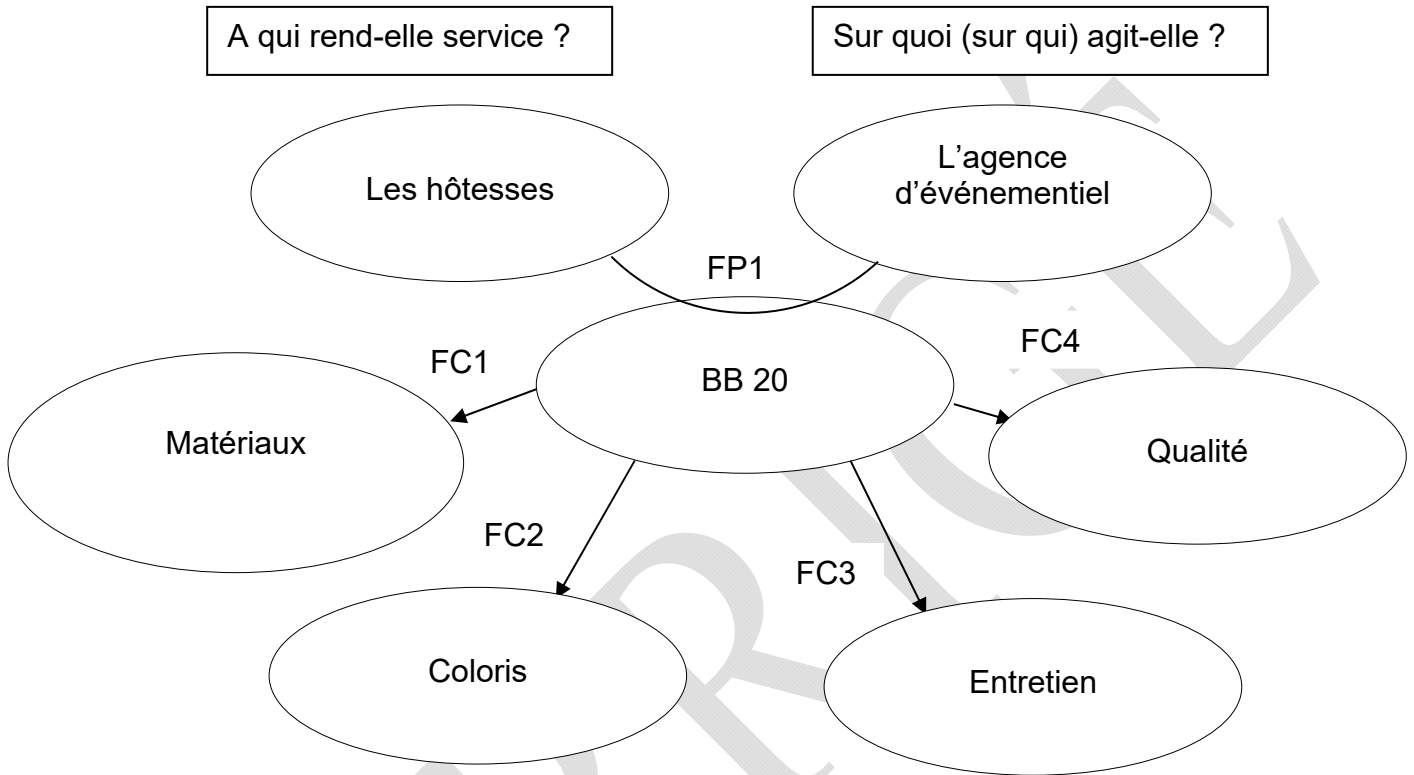 A qui rend-elle service ?
Sur quoi (sur qui) agit-elle ?
Les hôtesses
L’agence
d’événementiel
FP1
FC1
FC4
BB 20
Matériaux
Qualité
FC2
FC3
Coloris
Entretien